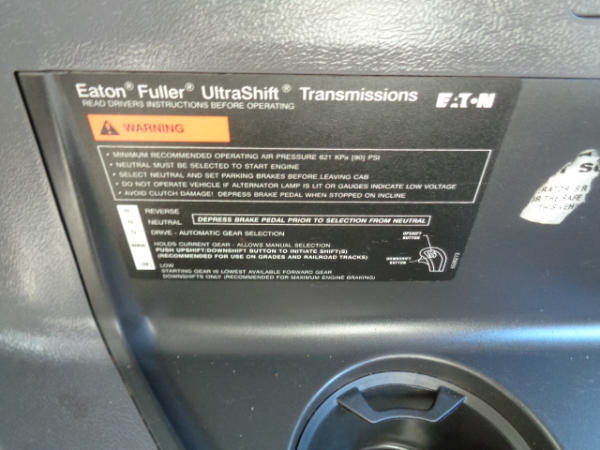 Eaton® Fuller® UltraShift® Transmissions
EATON
READ DRIVERS INSTRUCTIONS BEFORE OPERATING
WARNING
• MINIMUM RECOMMENDED OPERATING AIR PRESSURE 621 KPa [90] PSI
• NEUTRAL MUST BE SELECTED TO START ENGINE
• SELECT NEUTRAL AND SET PARKING BRAKES BEFORE LEAVING CAB
• DO NOT OPERATE VEHICLE IF ALTERNATOR LAMP IS LIT OR GAUGES INDICATE LOW VOLTAGE
• AVOID CLUTCH DAMAGE! DEPRESS BRAKE PEDAL WHEN STOPPED ON INCLINE
R REVERSE
N NEUTRAL
DEPRESS BRAKE PEDAL PRIOR TO SELECTION FROM NEUTRAL
D DRIVE - AUTOMATIC GEAR SELECTION
HOLDS CURRENT GEAR - ALLOWS MANUAL SELECTION
PUSH UPSHIFT/DOWNSHIFT BUTTON TO INITIATE SHIFT(S)
(RECOMMENDED FOR USE ON GRADES AND RAILROAD TRACKS)
UPSHIFT
BUTTON
DOWNSHIFT
BUTTON
LOW
STARTING GEAR IS LOWEST AVAILABLE FORWARD GEAR
DOWNSHIFTS ONLY (RECOMMENDED FOR MAXIMUM ENGINE BRAKING)
OR THE SAFE
THIS VEH